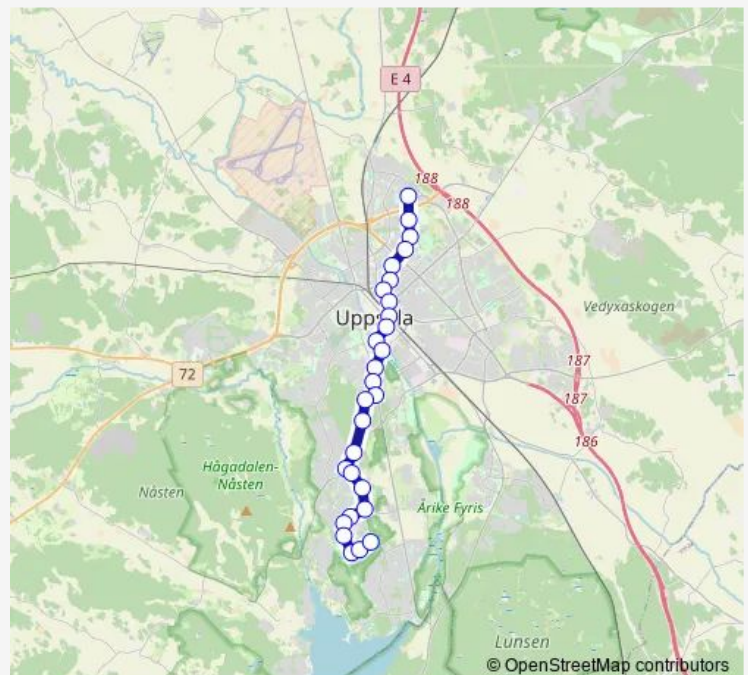 E 4
188
188
Vedyxaskogen
Uppsala
187
72
187
186
Hågadalen-
Nåsten
Nåsten
Årike Fyris
Lunsen
© OpenStreetMap contributors